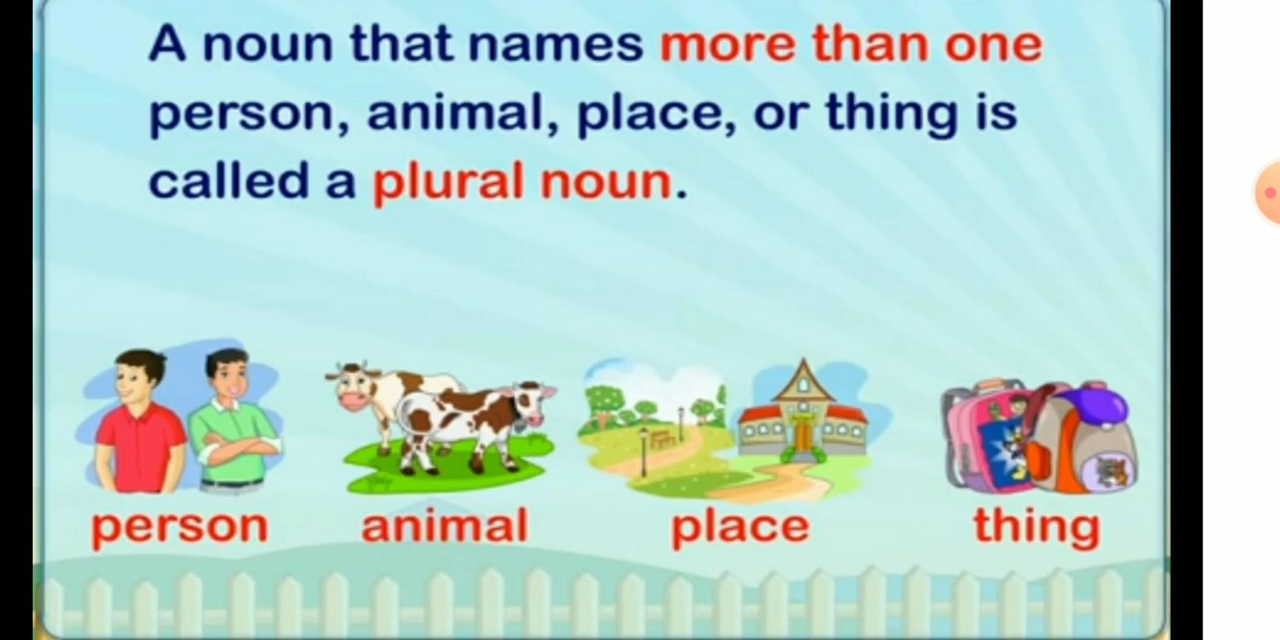 A noun that names more than one
person, animal, place, or thing is
called a plural noun.
person animal place thing